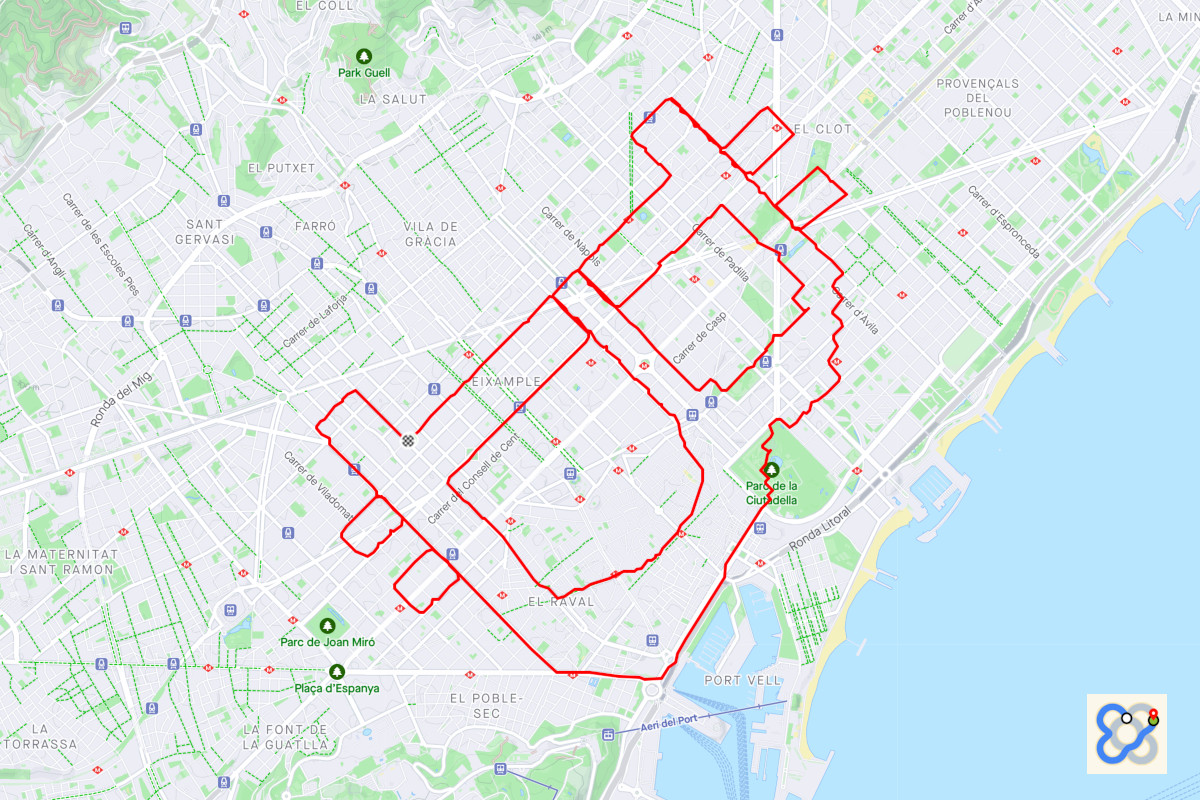 EL COLL
LA MIN
Carrer d'A
Park Guell
LA SALUT
PROVENÇALS
DEL
POBLENOU
EL CLOT
EL PUTXET
Carrer de les Escoles Pies
SANT
GERVASI
FARRÓ
VILA DE
GRÀCIA
Carrer de Nàpols
Carrer d'Espronceda
Carrer d'Anglí
Carrer de Padilla
Carrer de Laforja
Carrer d'Àvila
Carrer de Casp
Ronda del Mig
EIXAMPLE
Carrer del Consell de Cent
Carrer de Viladomat
Parc de la
Ciutadella
Ronda Litoral
LA MATERNITAT
I SANT RAMON
EL RAVAL
Parc de Joan Miró
Plaça d'Espanya
PORT VELL
EL POBLE-
SEC
Aeri del Port
LA
TORRASSA
LA FONT DE
LA GUATLLA